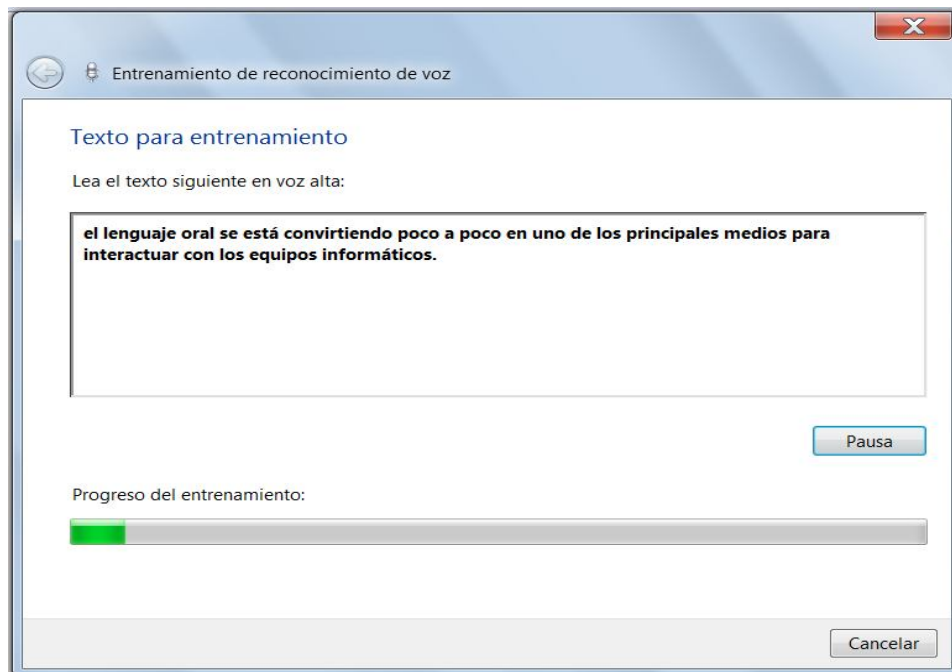 Entrenamiento de reconocimiento de voz
Texto para entrenamiento
Lea el texto siguiente en voz alta:
el lenguaje oral se está convirtiendo poco a poco en uno de los principales medios para
interactuar con los equipos informáticos.
Pausa
Progreso del entrenamiento:
Cancelar